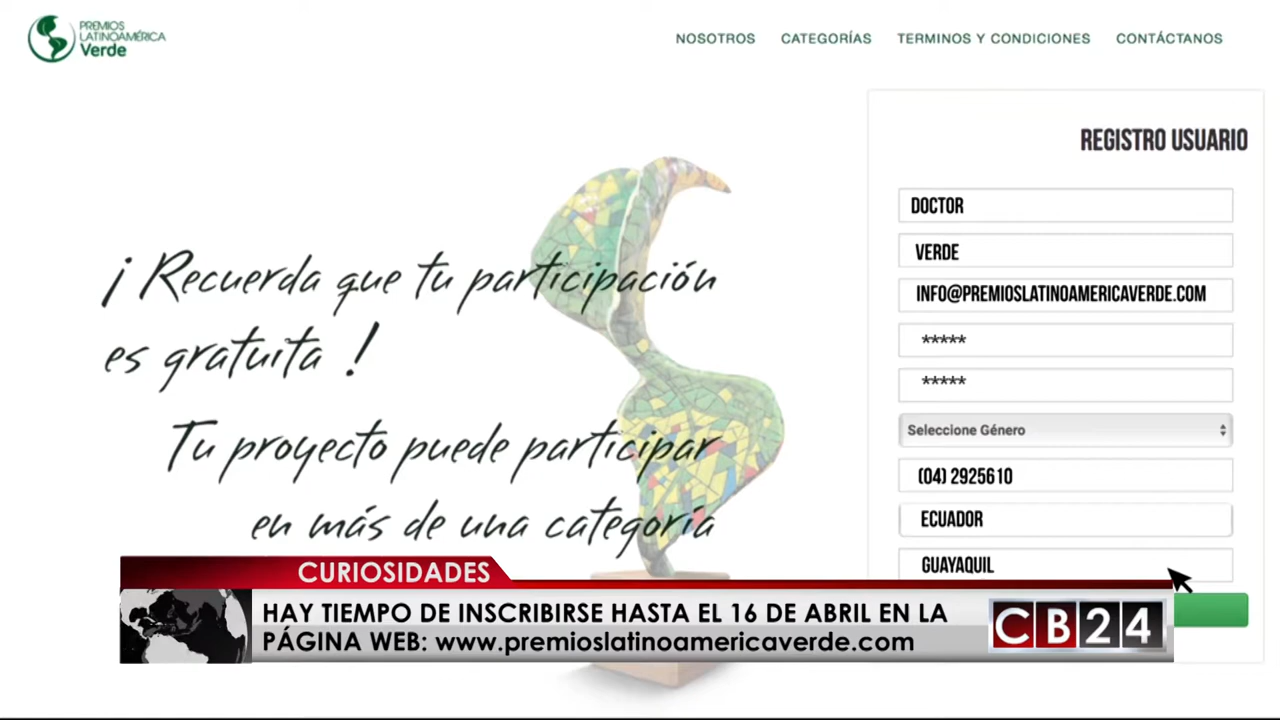 PREMIOS
LATINOAMÉRICA
Verde
NOSOTROS
CATEGORÍAS
TERMINOS Y CONDICIONES
CONTÁCTANOS
¡ Recuerda que tu participación
es gratuita !
Tu proyecto puede participar
en más de una categoría
REGISTRO USUARIO
DOCTOR
VERDE
INFO@PREMIOSLATINOAMERICAVERDE.COM
*****
*****
Seleccione Género
(04) 2925610
ECUADOR
GUAYAQUIL
CURIOSIDADES
HAY TIEMPO DE INSCRIBIRSE HASTA EL 16 DE ABRIL EN LA
PÁGINA WEB: www.premioslatinoamericaverde.com
CB24